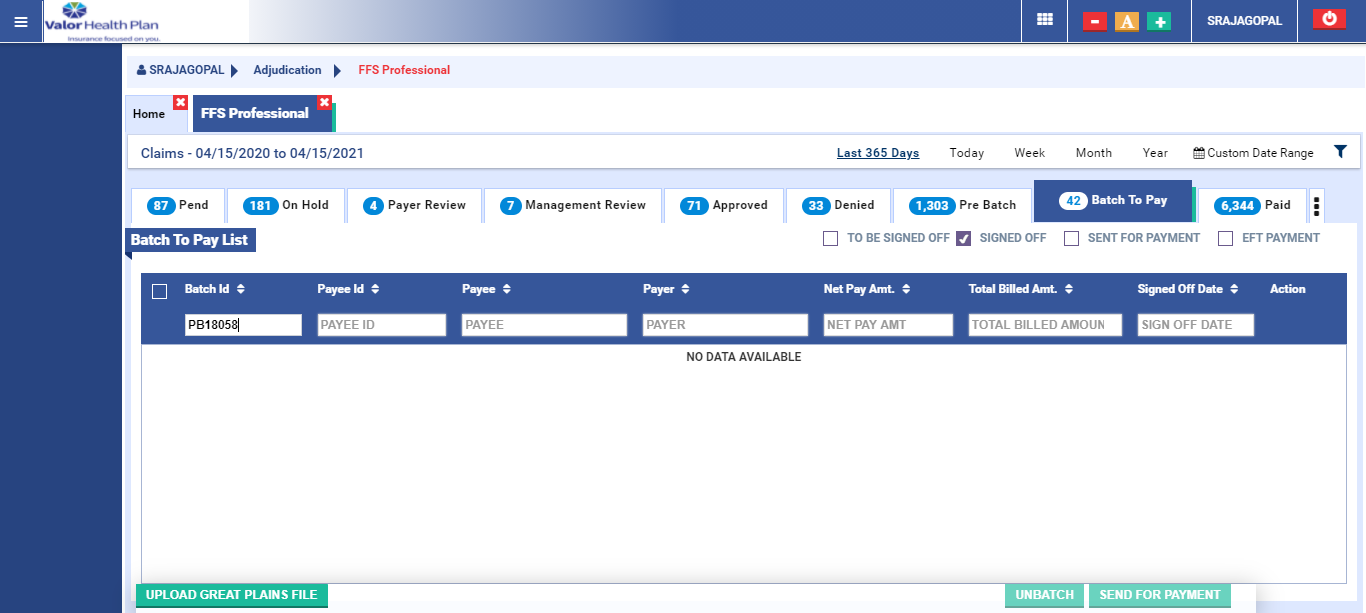 Valor Health Plan
Insurance focused on you.
A
SRAJAGOPAL
SRAJAGOPAL Adjudication FFS Professional
Home FFS Professional
Claims - 04/15/2020 to 04/15/2021 Last 365 Days Today Week Month Year Custom Date Range
87 Pend 181 On Hold 4 Payer Review 7 Management Review 71 Approved 33 Denied 1,303 Pre Batch 42 Batch To Pay 6,344 Paid
Batch To Pay List TO BE SIGNED OFF SIGNED OFF SENT FOR PAYMENT EFT PAYMENT
Batch Id Payee Id Payee Payer Net Pay Amt. Total Billed Amt. Signed Off Date Action
PB18058 PAYEE ID PAYEE PAYER NET PAY AMT TOTAL BILLED AMOUN SIGN OFF DATE
NO DATA AVAILABLE
UPLOAD GREAT PLAINS FILE UNBATCH SEND FOR PAYMENT